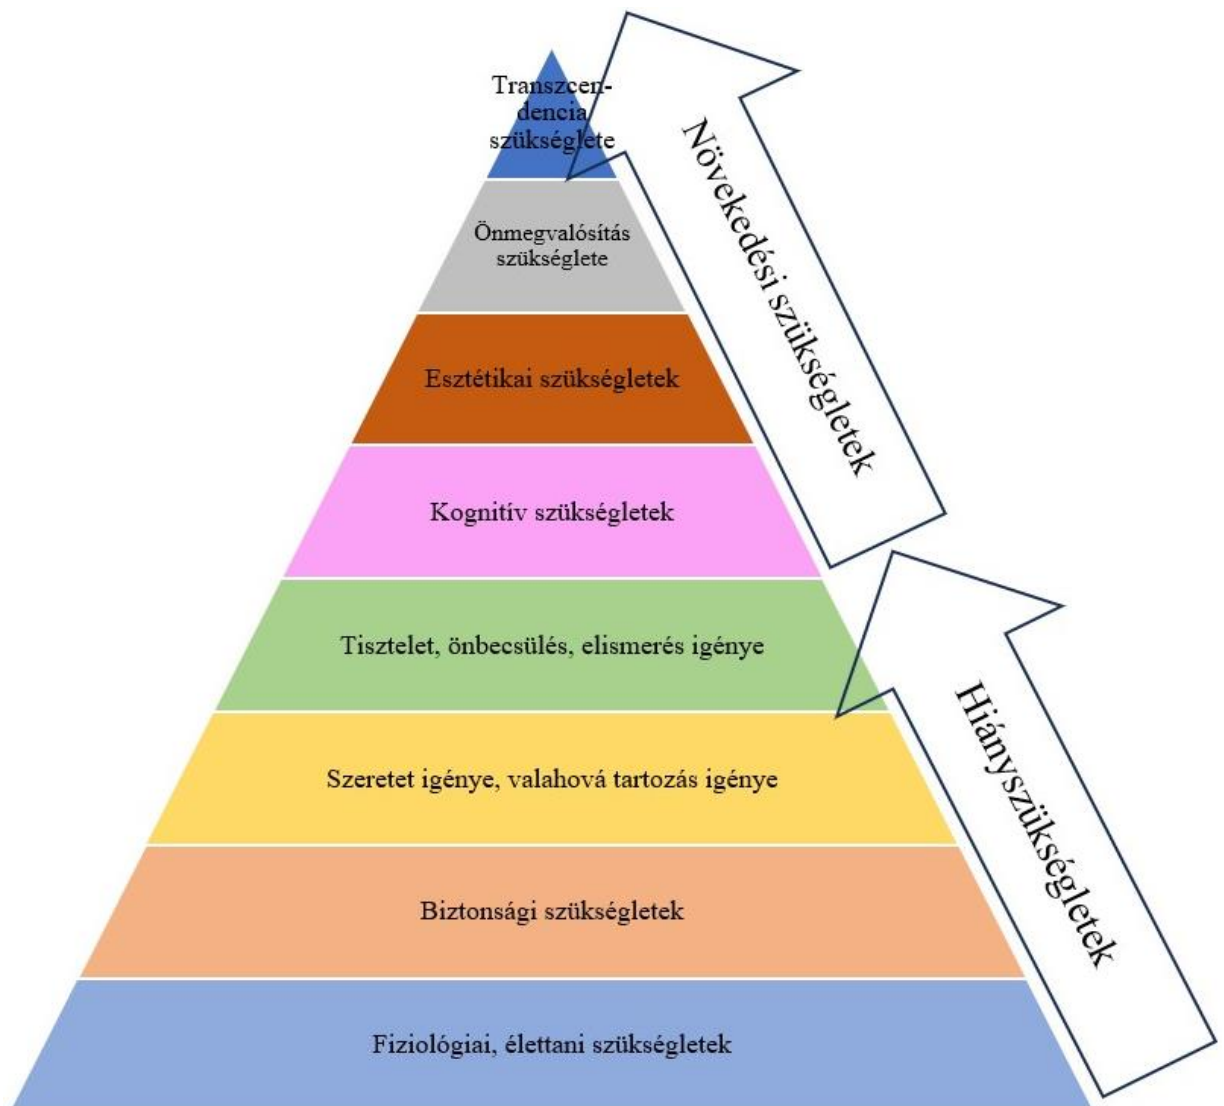 Transzcen-
dencia
szükséglete
Önmegvalósítás
szükséglete
Esztétikai szükségletek
Kognitív szükségletek
Tisztelet, önbecsülés, elismerés igénye
Szeretet igénye, valahová tartozás igénye
Biztonsági szükségletek
Fiziológiai, élettani szükségletek
Növekedési szükségletek
Hiányszükségletek